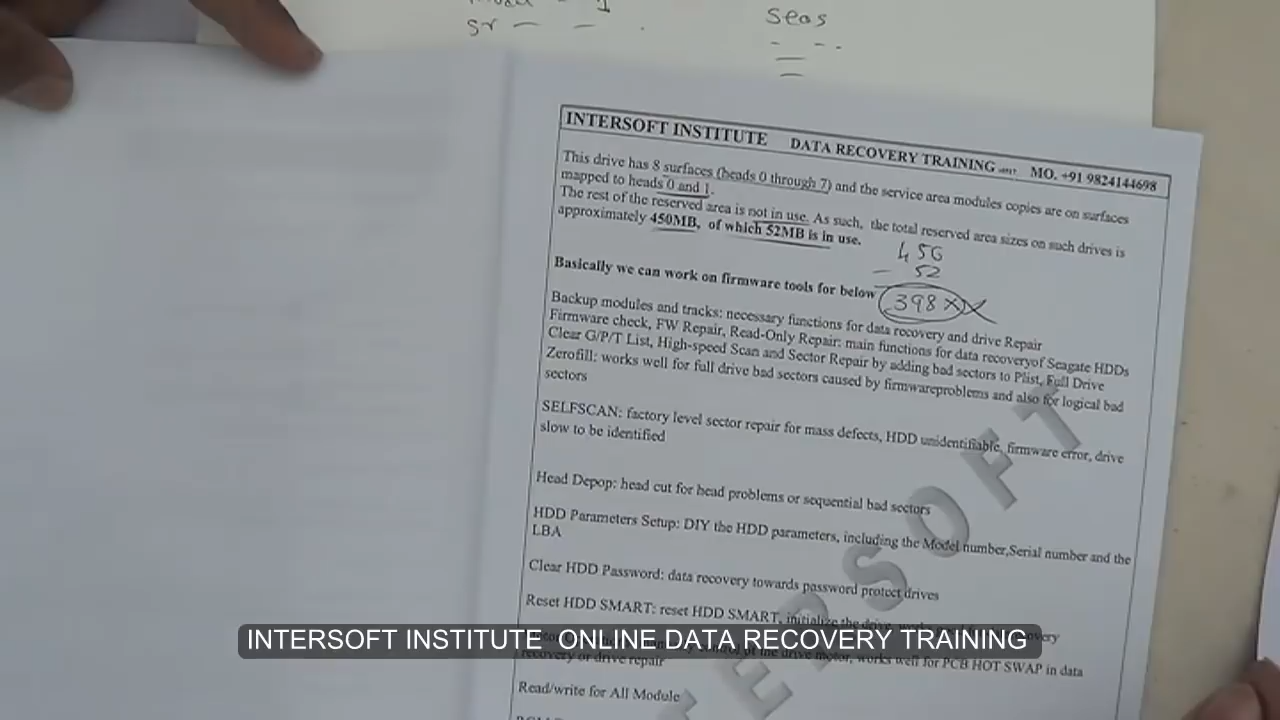 Sr
Seas
INTERSOFT INSTITUTE DATA RECOVERY TRAINING MO. +91 9824144698
This drive has 8 surfaces (heads 0 through 7) and the service area modules copies are on surfaces
mapped to heads 0 and 1.
The rest of the reserved area is not in use. As such, the total reserved area sizes on such drives is
approximately 450MB, of which 52MB is in use.
450
- 52
398 XX
Basically we can work on firmware tools for below
Backup modules and tracks: necessary functions for data recovery and drive Repair
Firmware check, FW Repair, Read-Only Repair: main functions for data recoveryof Seagate HDDs
Clear G/P/T List, High-speed Scan and Sector Repair by adding bad sectors to Plist, Full Drive
Zerofill: works well for full drive bad sectors caused by firmwareproblems and also for logical bad
sectors
SELFSCAN: factory level sector repair for mass defects, HDD unidentifiable, firmware error, drive
slow to be identified
Head Depop: head cut for head problems or sequential bad sectors
HDD Parameters Setup: DIY the HDD parameters, including the Model number,Serial number and the
LBA
Clear HDD Password: data recovery towards password protect drives
Reset HDD SMART: reset HDD SMART, initialize the drive,
of the drive motor, works well for PCB HOT SWAP in data
recovery or drive repair
Read/write for All Module
INTERSOFT
INTERSOFT INSTITUTE ONLINE DATA RECOVERY TRAINING